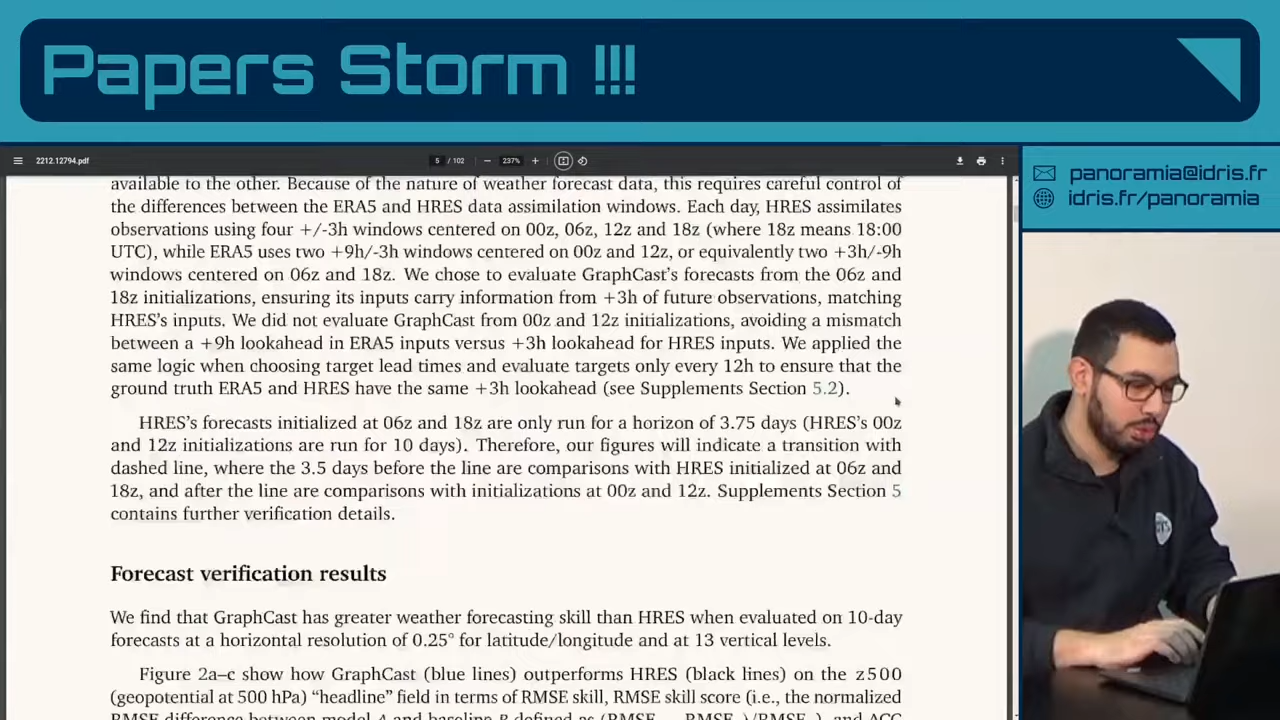 Papers Storm !!!
2212.12794.pdf
5 / 102
237%
panoramia@idris.fr
idris.fr/panoramia
available to the other. Because of the nature of weather forecast data, this requires careful control of
the differences between the ERA5 and HRES data assimilation windows. Each day, HRES assimilates
observations using four +/-3h windows centered on 00z, 06z, 12z and 18z (where 18z means 18:00
UTC), while ERA5 uses two +9h/-3h windows centered on 00z and 12z, or equivalently two +3h/-9h
windows centered on 06z and 18z. We chose to evaluate GraphCast's forecasts from the 06z and
18z initializations, ensuring its inputs carry information from +3h of future observations, matching
HRES's inputs. We did not evaluate GraphCast from 00z and 12z initializations, avoiding a mismatch
between a +9h lookahead in ERA5 inputs versus +3h lookahead for HRES inputs. We applied the
same logic when choosing target lead times and evaluate targets only every 12h to ensure that the
ground truth ERA5 and HRES have the same +3h lookahead (see Supplements Section 5.2).
HRES's forecasts initialized at 06z and 18z are only run for a horizon of 3.75 days (HRES's 00z
and 12z initializations are run for 10 days). Therefore, our figures will indicate a transition with
dashed line, where the 3.5 days before the line are comparisons with HRES initialized at 06z and
18z, and after the line are comparisons with initializations at 00z and 12z. Supplements Section 5
contains further verification details.
Forecast verification results
We find that GraphCast has greater weather forecasting skill than HRES when evaluated on 10-day
forecasts at a horizontal resolution of 0.25° for latitude/longitude and at 13 vertical levels.
Figure 2a–c show how GraphCast (blue lines) outperforms HRES (black lines) on the z500
(geopotential at 500 hPa) “headline” field in terms of RMSE skill, RMSE skill score (i.e., the normalized
RMSE difference between model A and baseline B defined as (RMSE